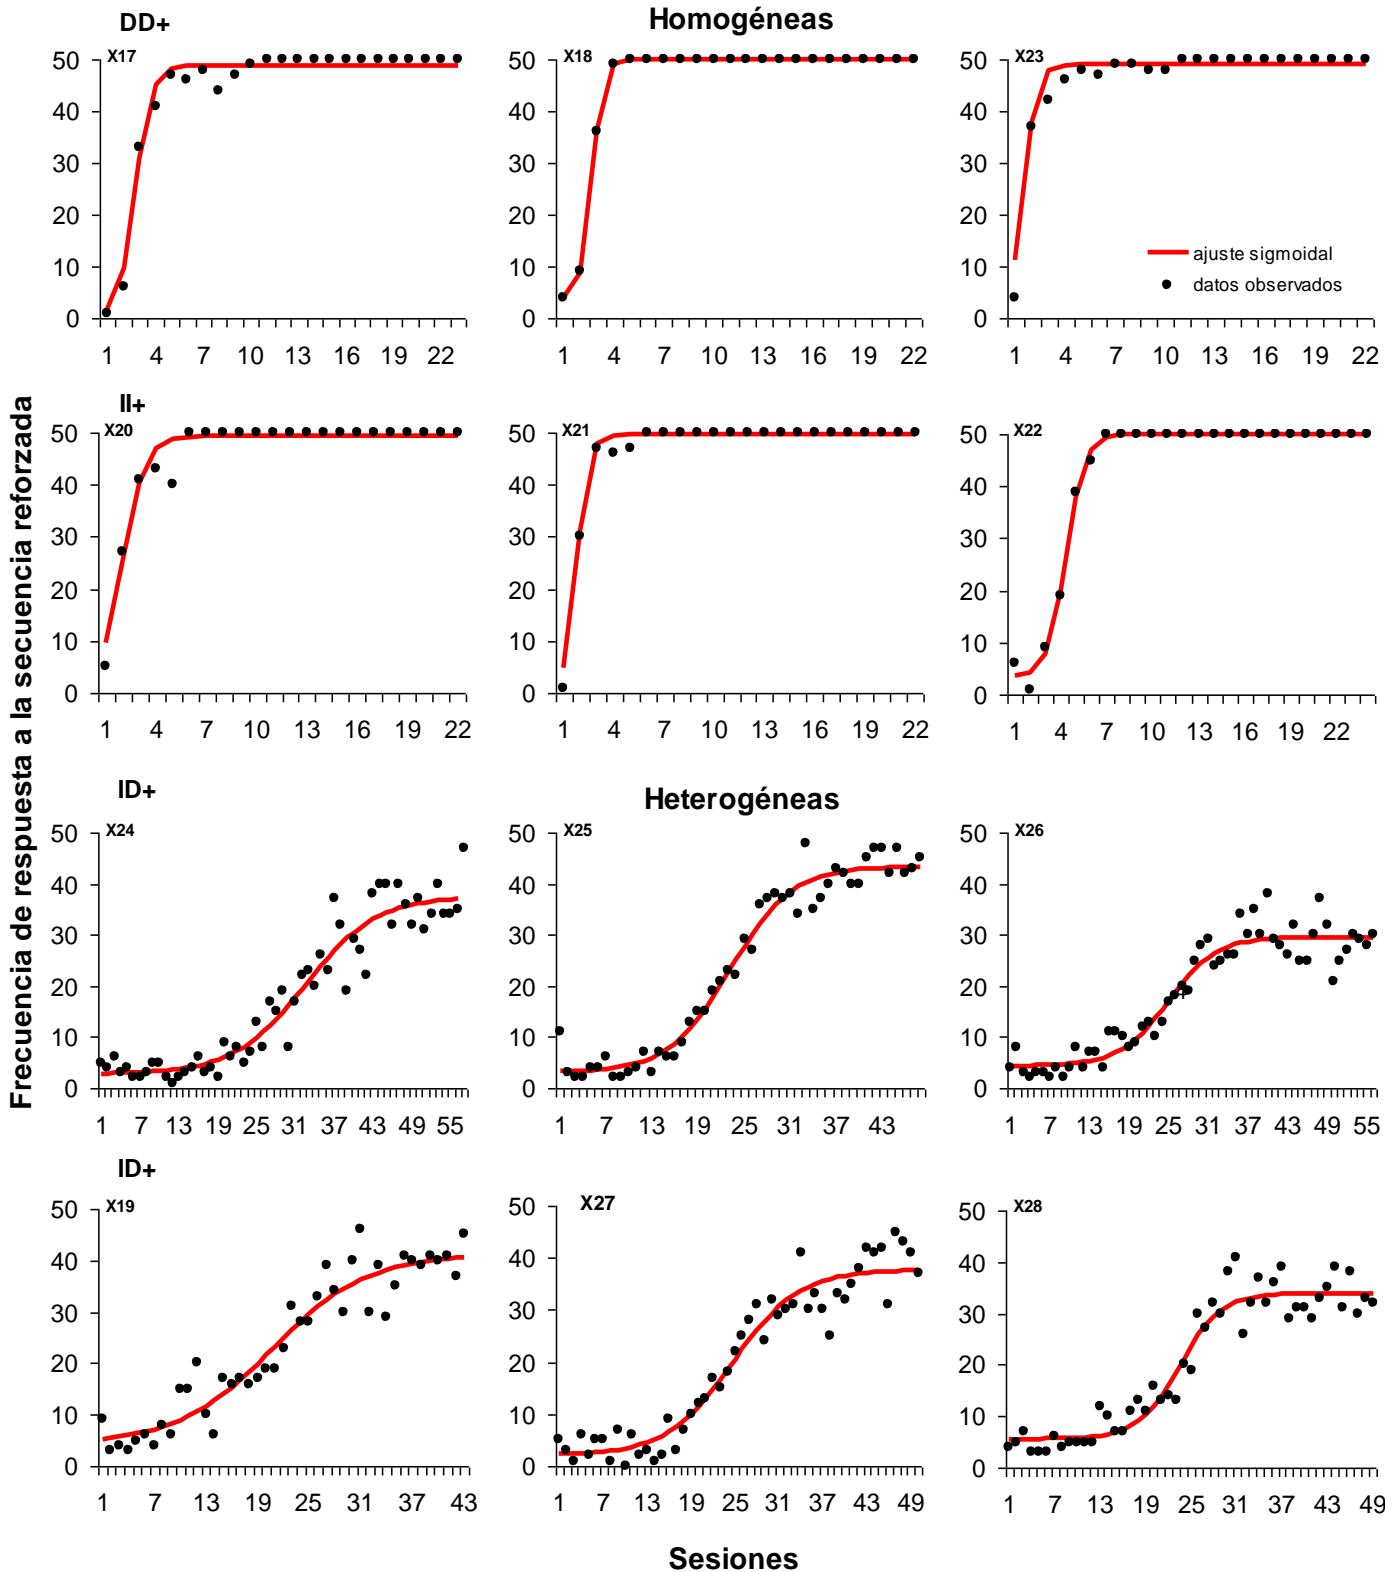 DD+
Homogéneas
X17
X18
X23
50 50 50
40 40 40
30 30 30
20 20 20
ajuste sigmoidal
10 10 10
datos observados
0 0 0
1 4 7 10 13 16 19 22
1 4 7 10 13 16 19 22
1 4 7 10 13 16 19 22
Frecuencia de respuesta a la secuencia reforzada
II+
X20
X21
X22
50 50 50
40 40 40
30 30 30
20 20 20
10 10 10
0 0 0
1 4 7 10 13 16 19 22
1 4 7 10 13 16 19 22
1 4 7 10 13 16 19 22
ID+
Heterogéneas
X24
X25
X26
50 50 50
40 40 40
30 30 30
20 20 20
10 10 10
0 0 0
1 7 13 19 25 31 37 43 49 55
1 7 13 19 25 31 37 43
1 7 13 19 25 31 37 43 49 55
ID+
X19
X27
X28
50 50 50
40 40 40
30 30 30
20 20 20
10 10 10
0 0 0
1 7 13 19 25 31 37 43
1 7 13 19 25 31 37 43 49
1 7 13 19 25 31 37 43 49
Sesiones